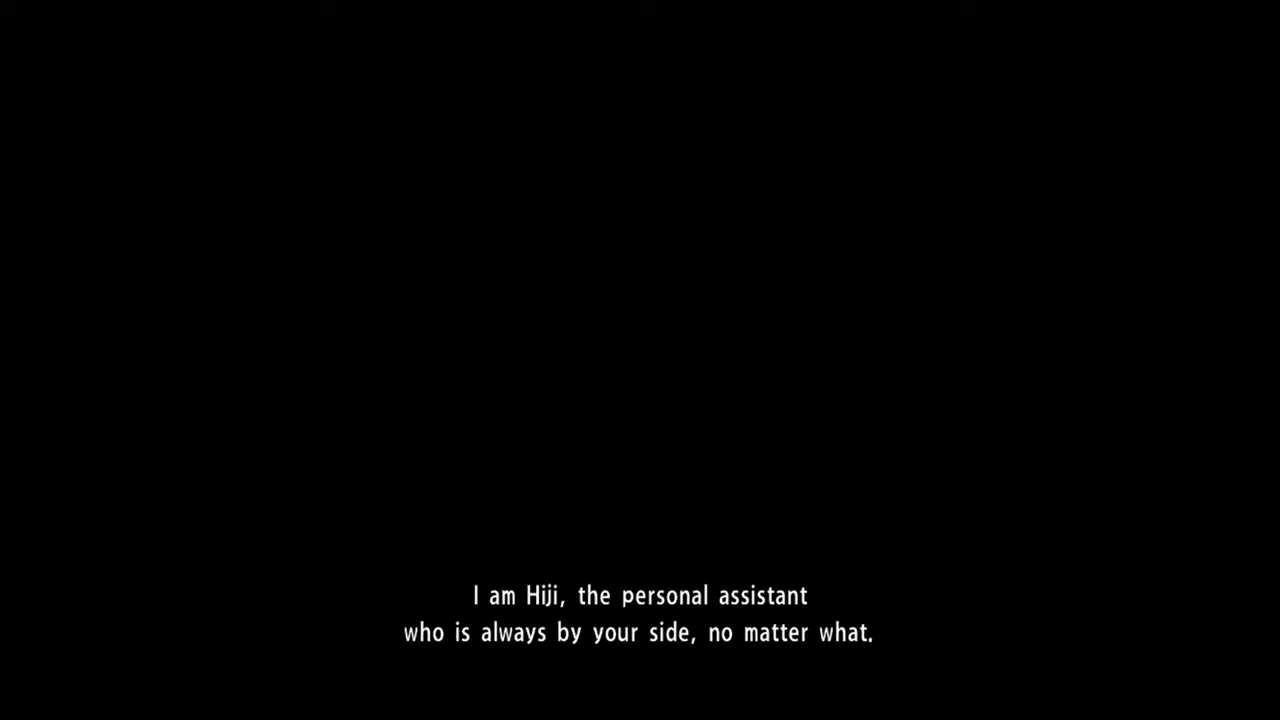 I am Hiji, the personal assistant
who is always by your side, no matter what.